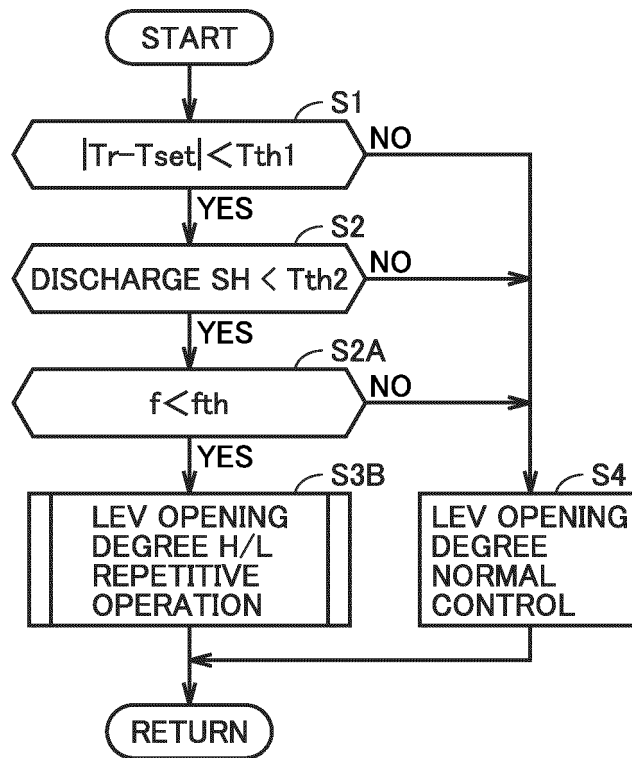 START
S1
|Tr-Tset|<Tth1
NO
YES
S2
DISCHARGE SH < Tth2
NO
YES
S2A
f<fth
NO
YES
S3B
LEV OPENING
DEGREE H/L
REPETITIVE
OPERATION
S4
LEV OPENING
DEGREE
NORMAL
CONTROL
RETURN